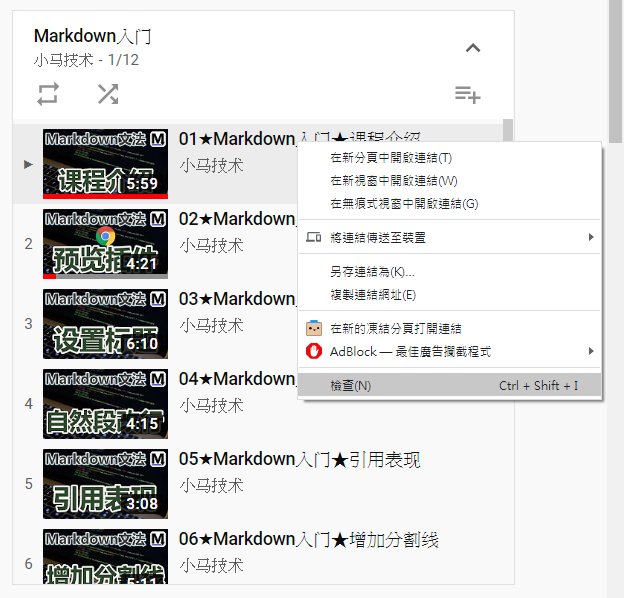 Markdown入门
小马技术 - 1/12
01★Markdown入门★课程介绍
小马技术
Markdown文法 M
课程介绍
5:59
在新分頁中開啟連結(T)
在新視窗中開啟連結(W)
在無痕式視窗中開啟連結(G)
將連結傳送至裝置
另存連結為(K)...
複製連結網址(E)
在新的凍結分頁打開連結
AdBlock — 最佳廣告攔截程式
檢查(N) Ctrl + Shift + I
2
Markdown文法 M
预览插件
4:21
02★Markdown
小马技术
3
Markdown文法 M
设置标题
6:10
03★Markdown
小马技术
4
Markdown文法 M
自然段
4:15
04★Markdown
小马技术
5
Markdown文法 M
引用表现
3:08
05★Markdown入门★引用表现
小马技术
6
Markdown文法 M
增加分割线
5:11
06★Markdown入门★增加分割线
小马技术